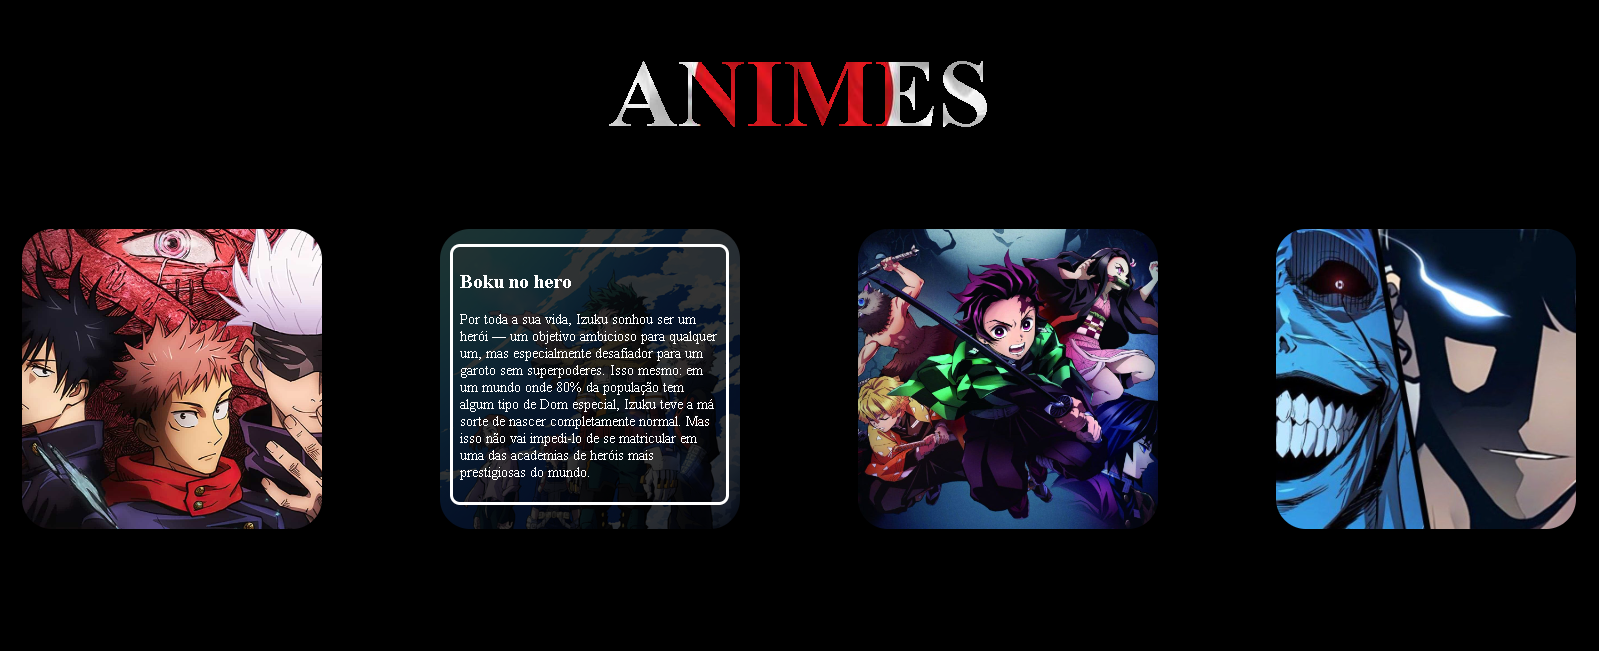 ANIMES
Boku no hero
Por toda a sua vida, Izuku sonhou ser um
herói — um objetivo ambicioso para qualquer
um, mas especialmente desafiador para um
garoto sem superpoderes. Isso mesmo: em
um mundo onde 80% da população tem
algum tipo de Dom especial, Izuku teve a má
sorte de nascer completamente normal. Mas
isso não vai impedi-lo de se matricular em
uma das academias de heróis mais
prestigiosas do mundo.